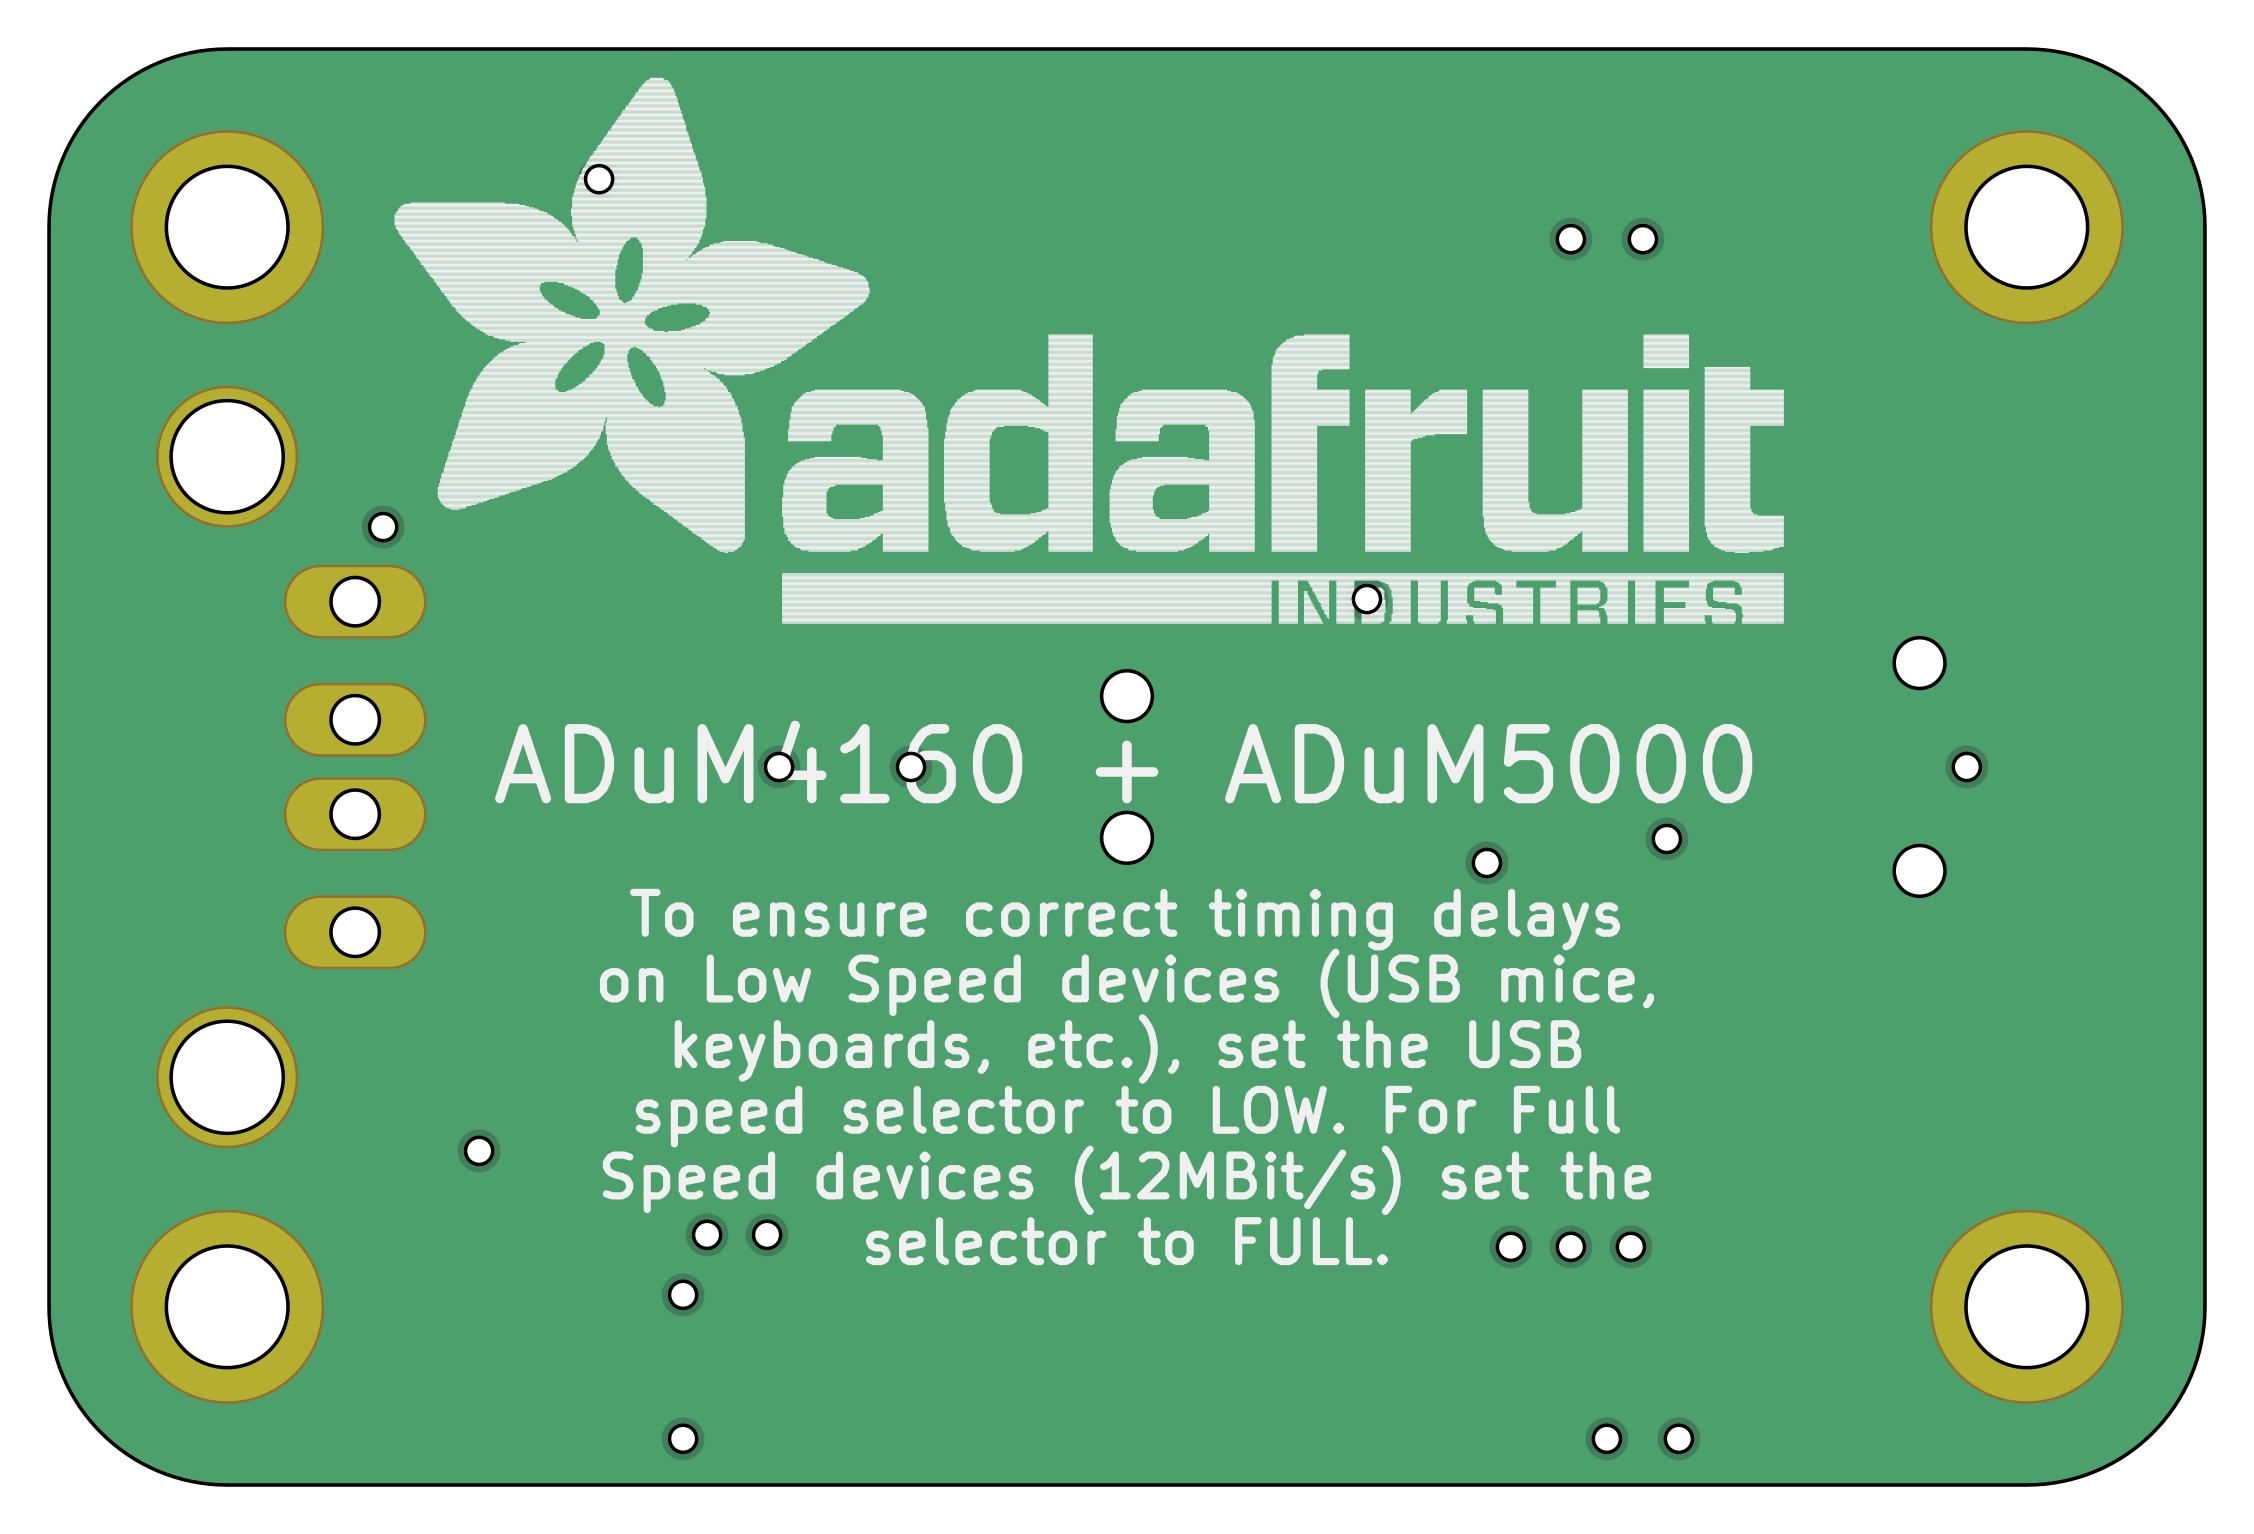 adafruit
INDUSTRIES
ADuM4160 + ADuM5000
To ensure correct timing delays
on Low Speed devices (USB mice,
keyboards, etc.), set the USB
speed selector to LOW. For Full
Speed devices (12MBit/s) set the
selector to FULL.